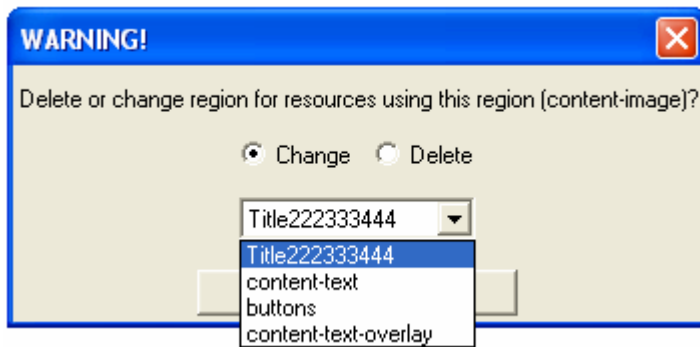 WARNING!
Delete or change region for resources using this region (content-image)?
Change Delete
Title222333444
Title222333444
content-text
buttons
content-text-overlay